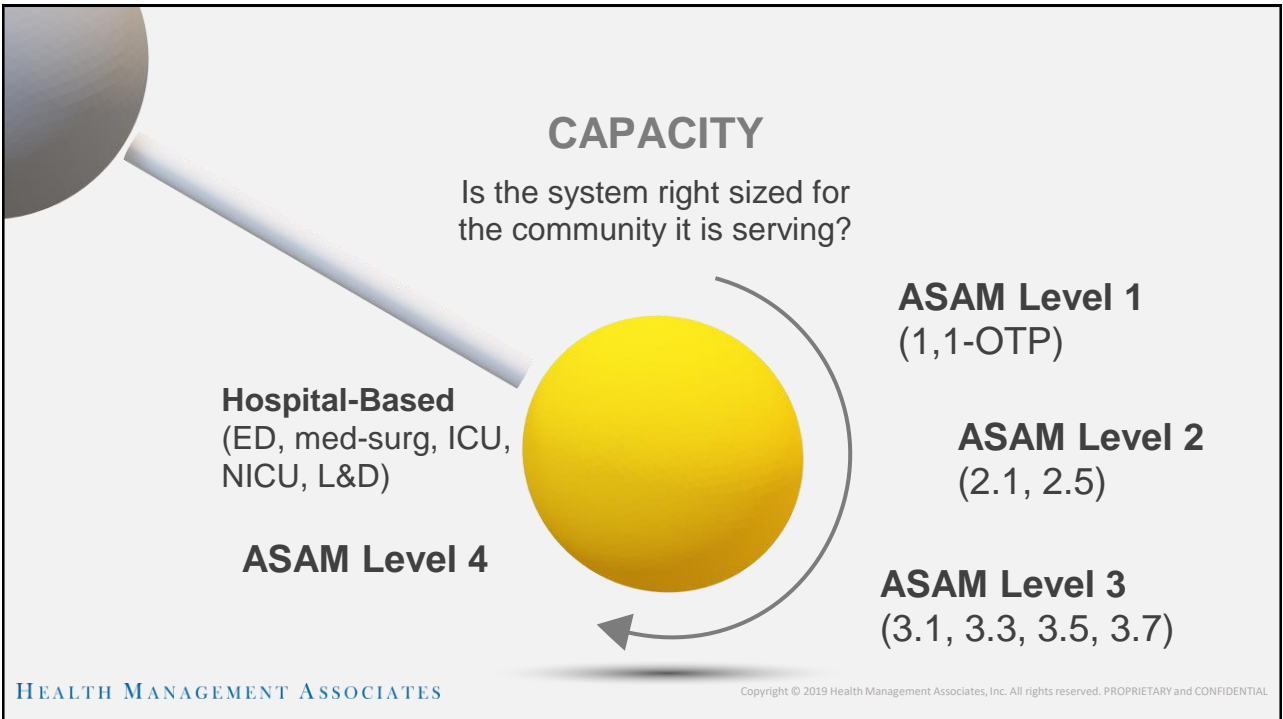 CAPACITY
Is the system right sized for
the community it is serving?
ASAM Level 1
(1,1-OTP)
ASAM Level 2
(2.1, 2.5)
ASAM Level 3
(3.1, 3.3, 3.5, 3.7)
ASAM Level 4
Hospital-Based
(ED, med-surg, ICU,
NICU, L&D)
HEALTH MANAGEMENT ASSOCIATES
Copyright © 2019 Health Management Associates, Inc. All rights reserved. PROPRIETARY and CONFIDENTIAL